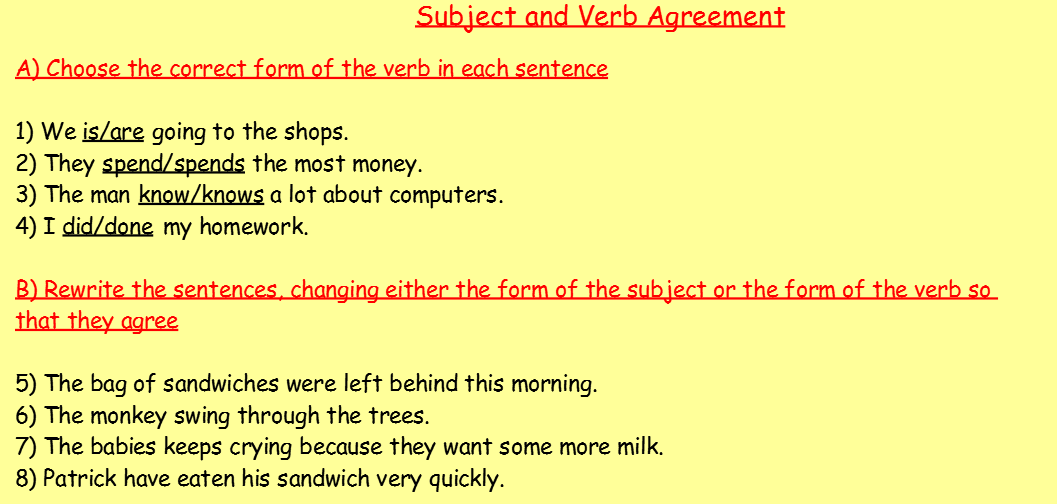 Subject and Verb Agreement
A) Choose the correct form of the verb in each sentence
1) We is/are going to the shops.
2) They spend/spends the most money.
3) The man know/knows a lot about computers.
4) I did/done my homework.
B) Rewrite the sentences, changing either the form of the subject or the form of the verb so
that they agree
5) The bag of sandwiches were left behind this morning.
6) The monkey swing through the trees.
7) The babies keeps crying because they want some more milk.
8) Patrick have eaten his sandwich very quickly.